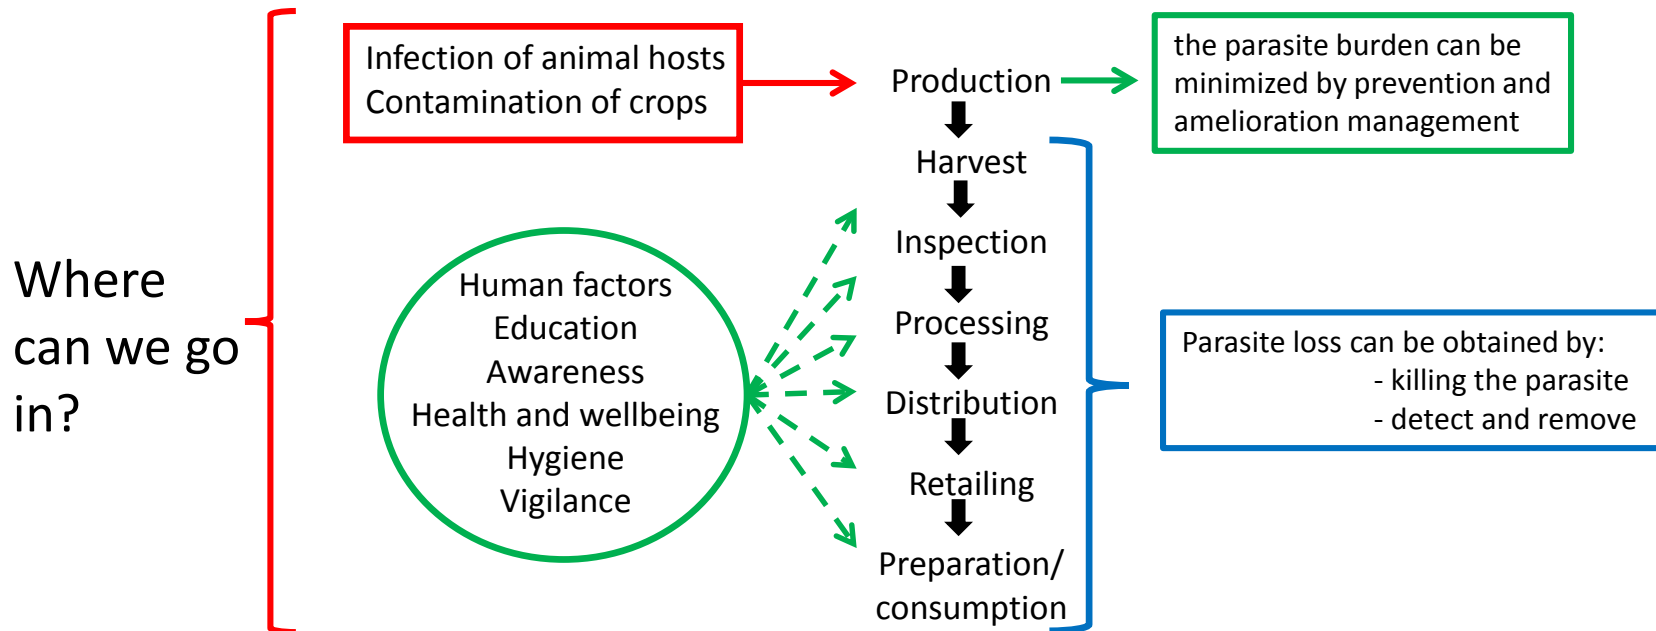 Where
can we go
in?
Infection of animal hosts
Contamination of crops
Human factors
Education
Awareness
Health and wellbeing
Hygiene
Vigilance
Production
Harvest
Inspection
Processing
Distribution
Retailing
Preparation/
consumption
the parasite burden can be
minimized by prevention and
amelioration management
Parasite loss can be obtained by:
- killing the parasite
- detect and remove